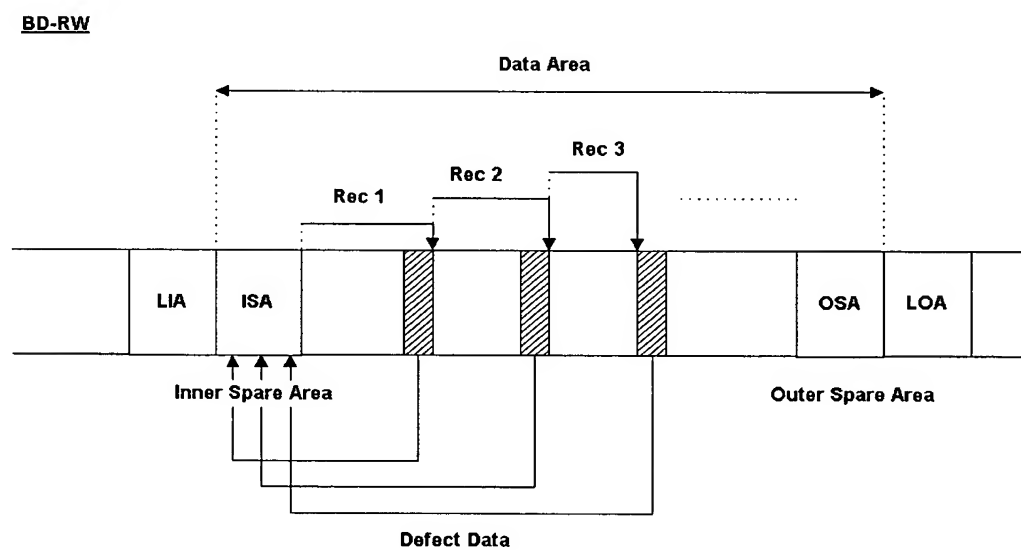 BD-RW
Data Area
Rec 3
Rec 2
Rec 1
LIA
ISA
OSA
LOA
Inner Spare Area
Outer Spare Area
Defect Data